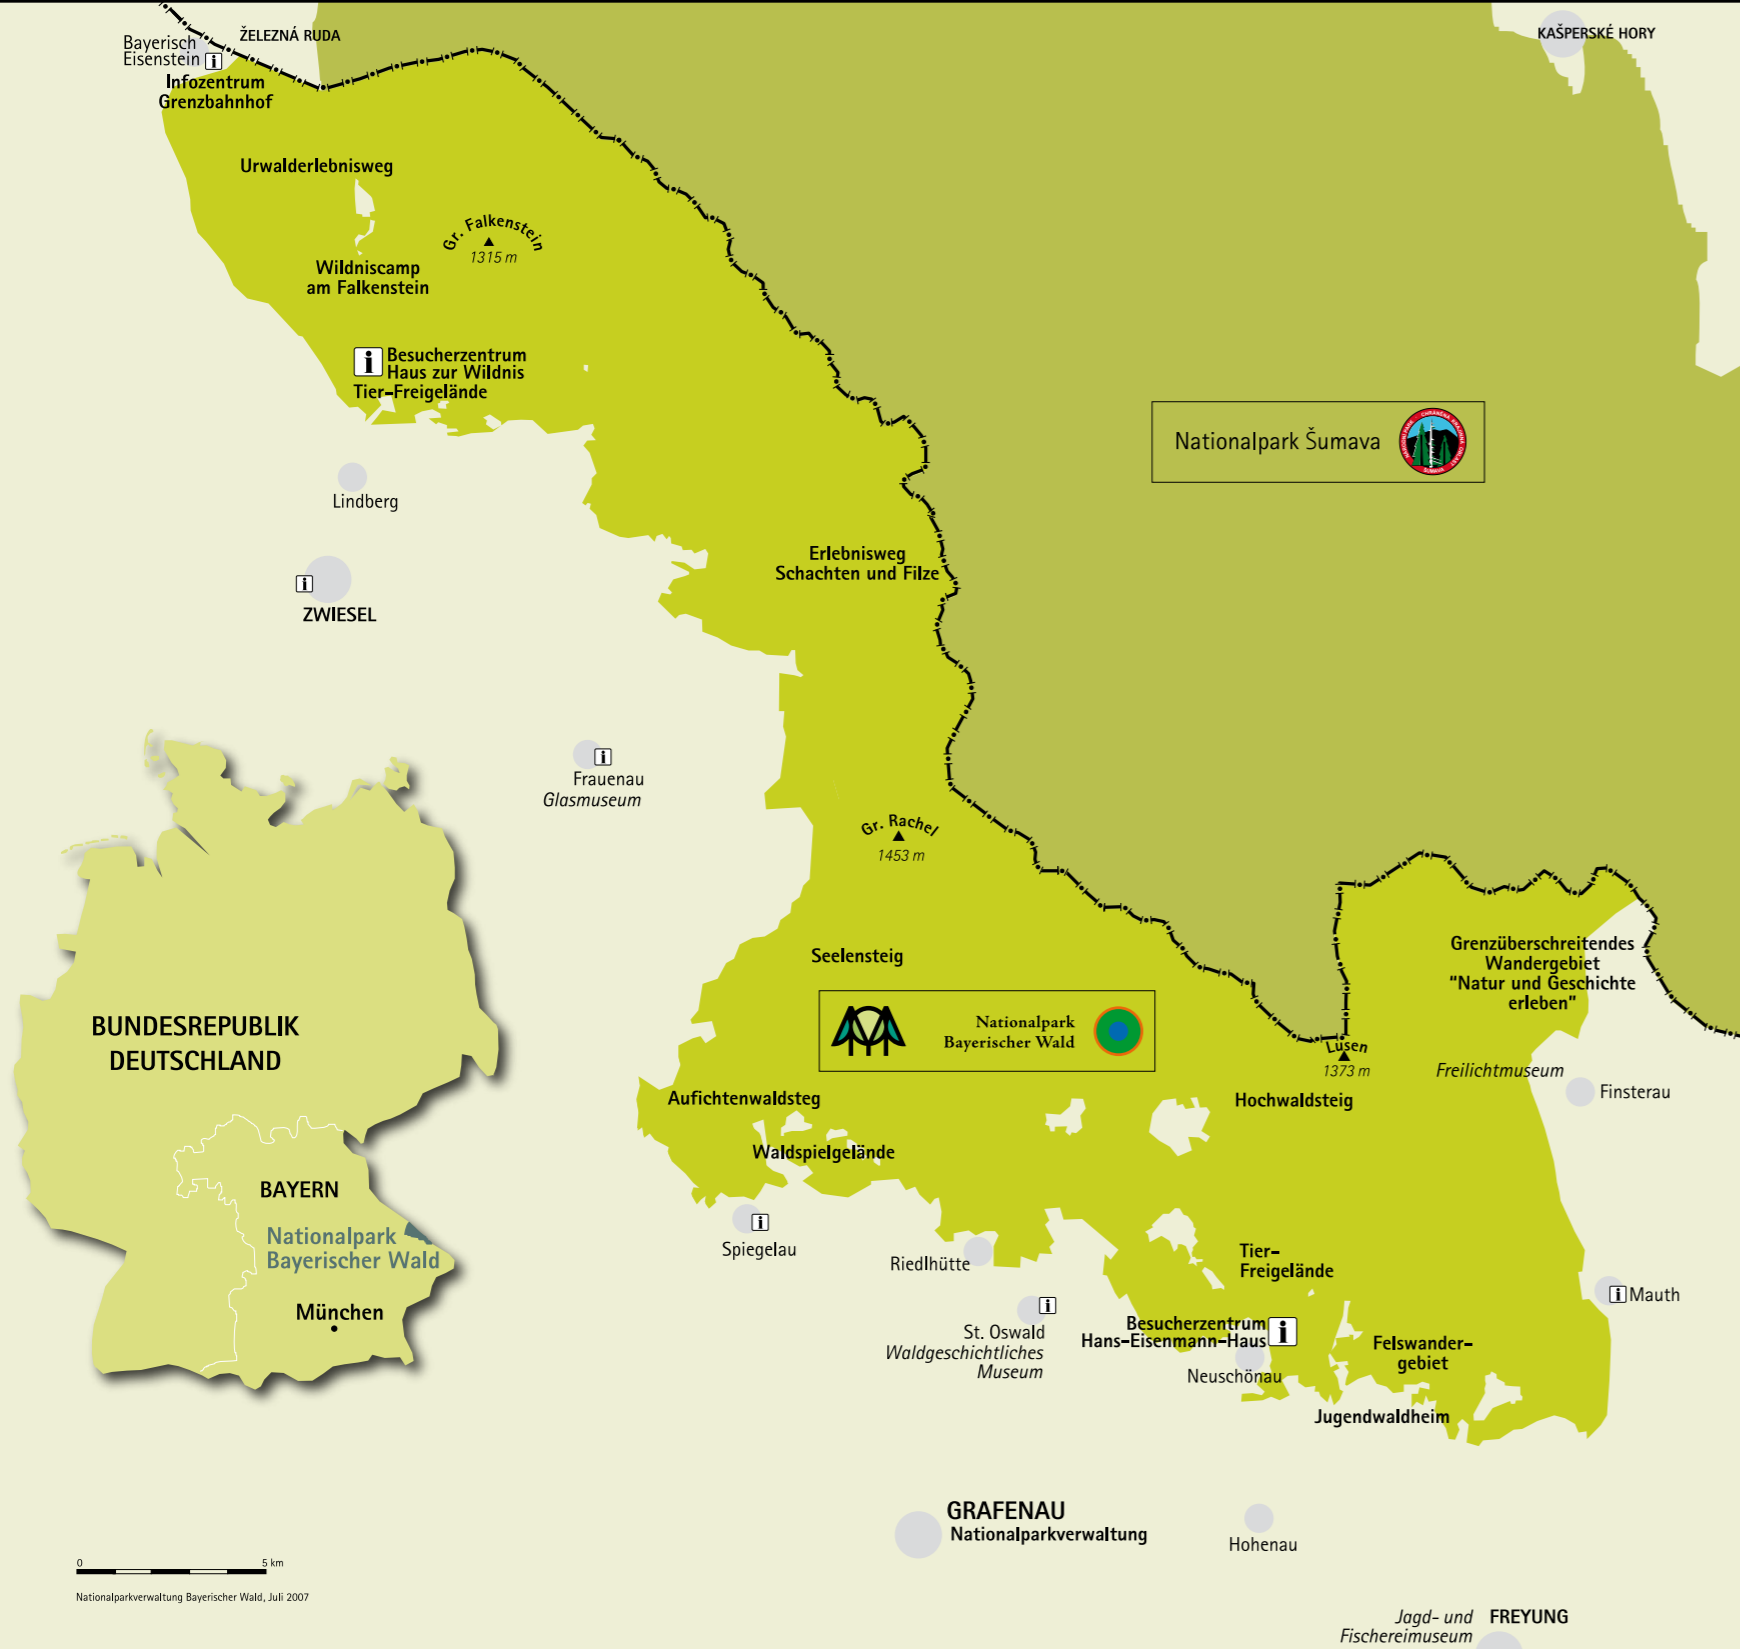 ŽELEZNÁ RUDA
KAŠPERSKÉ HORY
Bayerisch
Eisenstein i
Infozentrum
Grenzbahnhof
Urwalderlebnisweg
Gr. Falkenstein
1315 m
Wildniscamp
am Falkenstein
i Besucherzentrum
Haus zur Wildnis
Tier-Freigelände
Nationalpark Šumava
Lindberg
Erlebnisweg
Schachten und Filze
i
ZWIESEL
i
Frauenau
Glasmuseum
Gr. Rachel
1453 m
Seelensteig
Grenzüberschreitendes
Wandergebiet
"Natur und Geschichte
erleben"
Nationalpark
Bayerischer Wald
Lusen
1373 m
Freilichtmuseum
Finsterau
Aufichtenwaldsteg
Hochwaldsteig
Waldspielgelände
i
Spiegelau
Riedlhütte
Tier-
Freigelände
i Mauth
i
St. Oswald
Waldgeschichtliches
Museum
Besucherzentrum
Hans-Eisenmann-Haus i
Neuschönau
Felswander-
gebiet
Jugendwaldheim
BUNDESREPUBLIK
DEUTSCHLAND
BAYERN
Nationalpark
Bayerischer Wald
München
GRAFENAU
Nationalparkverwaltung
Hohenau
0 5 km
Nationalparkverwaltung Bayerischer Wald, Juli 2007
Jagd- und
Fischereimuseum
FREYUNG